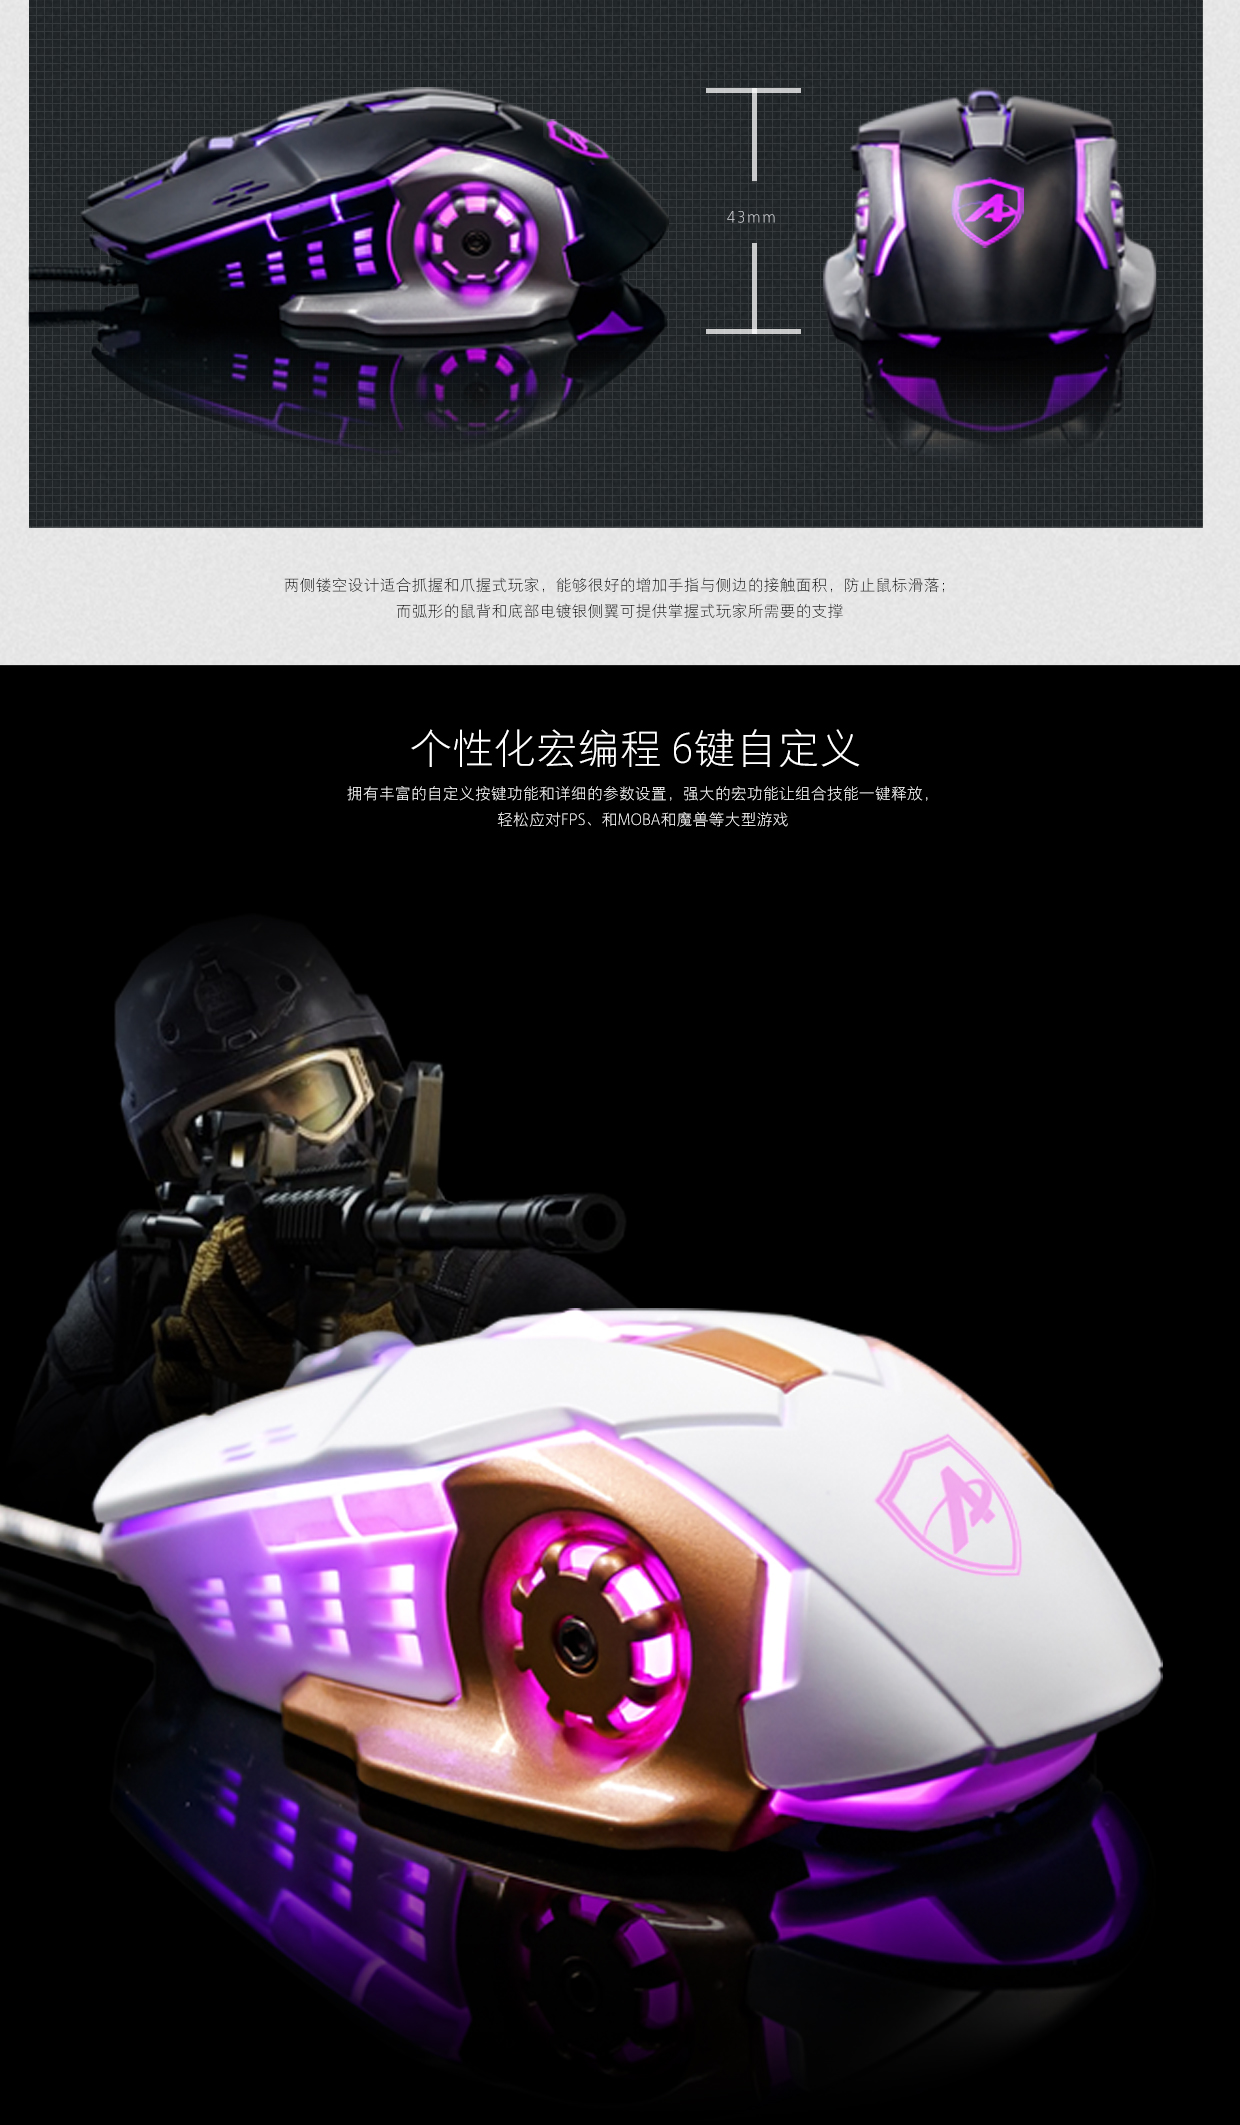 43mm
两侧镂空设计适合抓握和爪握式玩家，能够很好的增加手指与侧边的接触面积，防止鼠标滑落；
而弧形的鼠背和底部电镀银侧翼可提供掌握式玩家所需要的支撑
个性化宏编程 6键自定义
拥有丰富的自定义按键功能和详细的参数设置，强大的宏功能让组合技能一键释放，
轻松应对FPS、和MOBA和魔兽等大型游戏